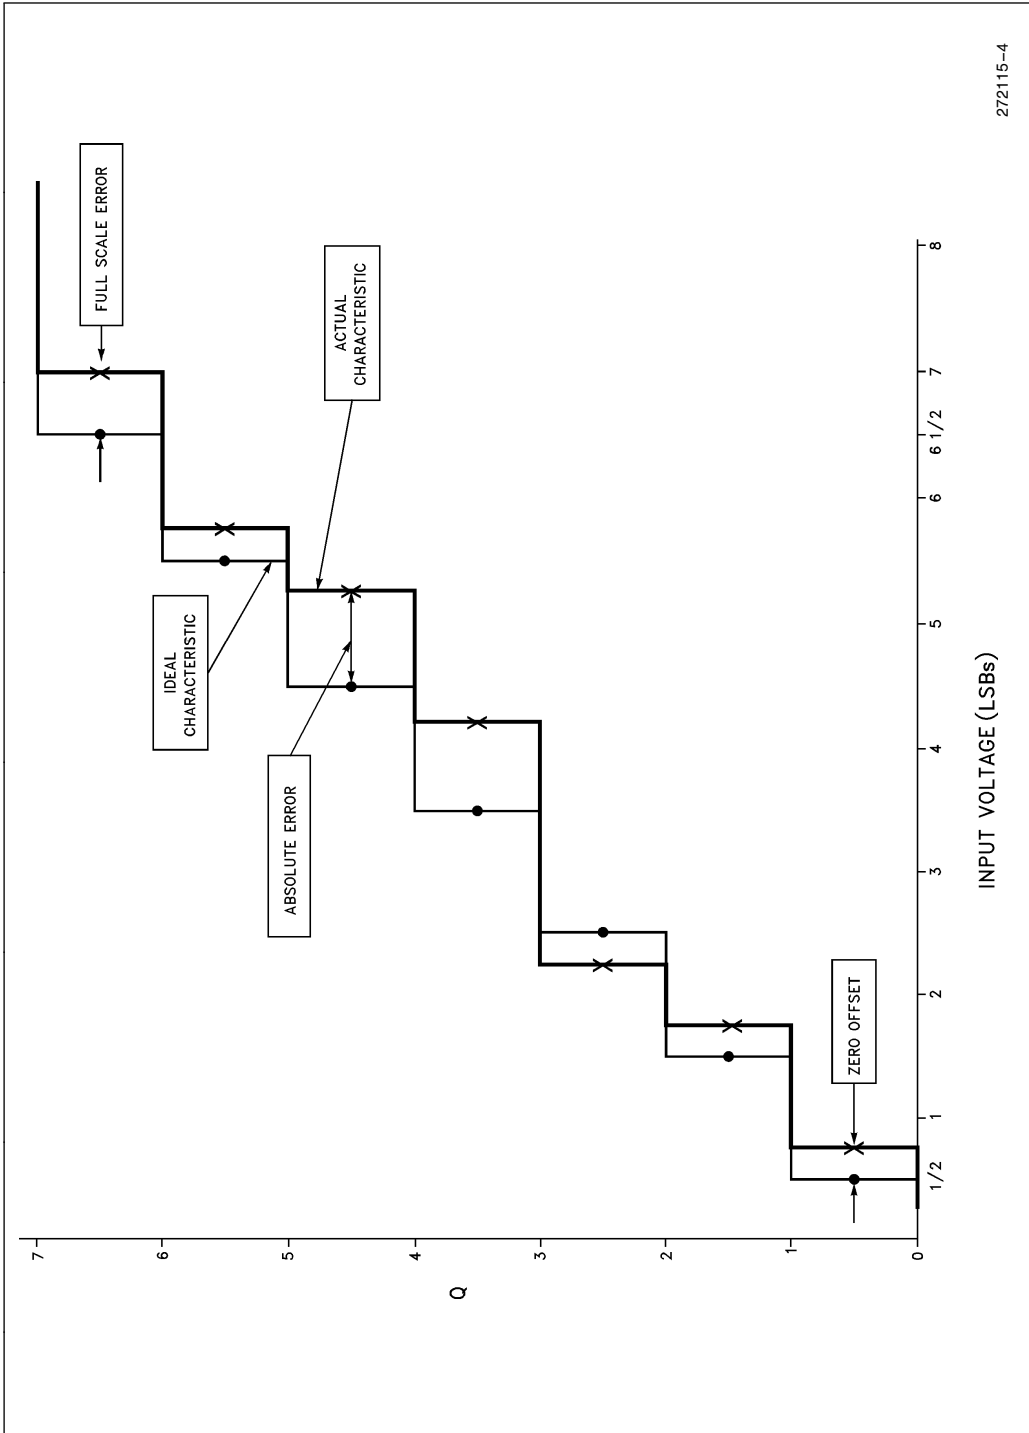 272115-4
FULL SCALE ERROR
ACTUAL
CHARACTERISTIC
IDEAL
CHARACTERISTIC
ABSOLUTE ERROR
ZERO OFFSET
Q
7
6
5
4
3
2
1
0
1/2
1
2
3
4
5
6
6 1/2
7
8
INPUT VOLTAGE (LSBs)